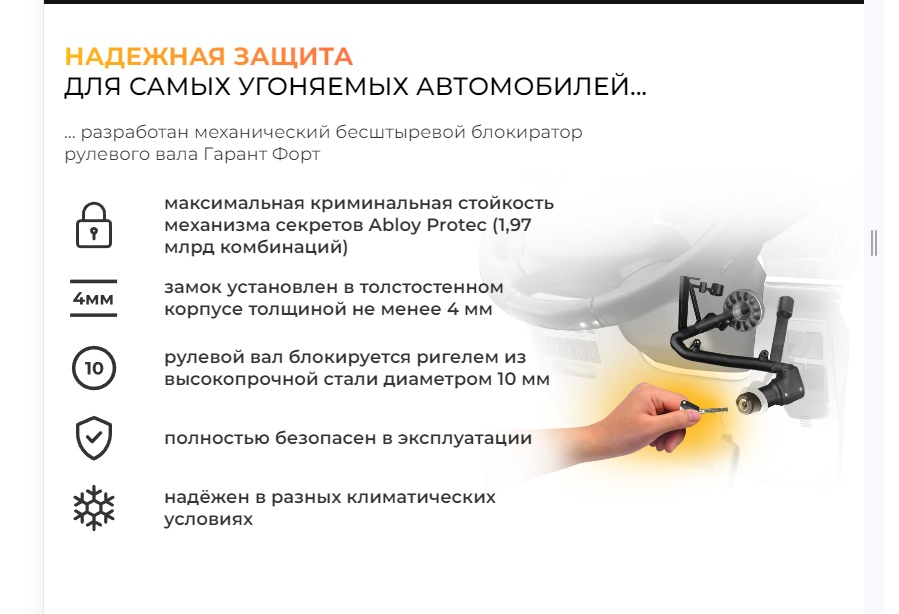 НАДЕЖНАЯ ЗАЩИТА
ДЛЯ САМЫХ УГОНЯЕМЫХ АВТОМОБИЛЕЙ...
... разработан механический бесштыревой блокиратор
рулевого вала Гарант Форт
максимальная криминальная стойкость
механизма секретов Abloy Protec (1,97
млрд комбинаций)
4мм
замок установлен в толстостенном
корпусе толщиной не менее 4 мм
10
рулевой вал блокируется ригелем из
высокопрочной стали диаметром 10 мм
полностью безопасен в эксплуатации
надёжен в разных климатических
условиях